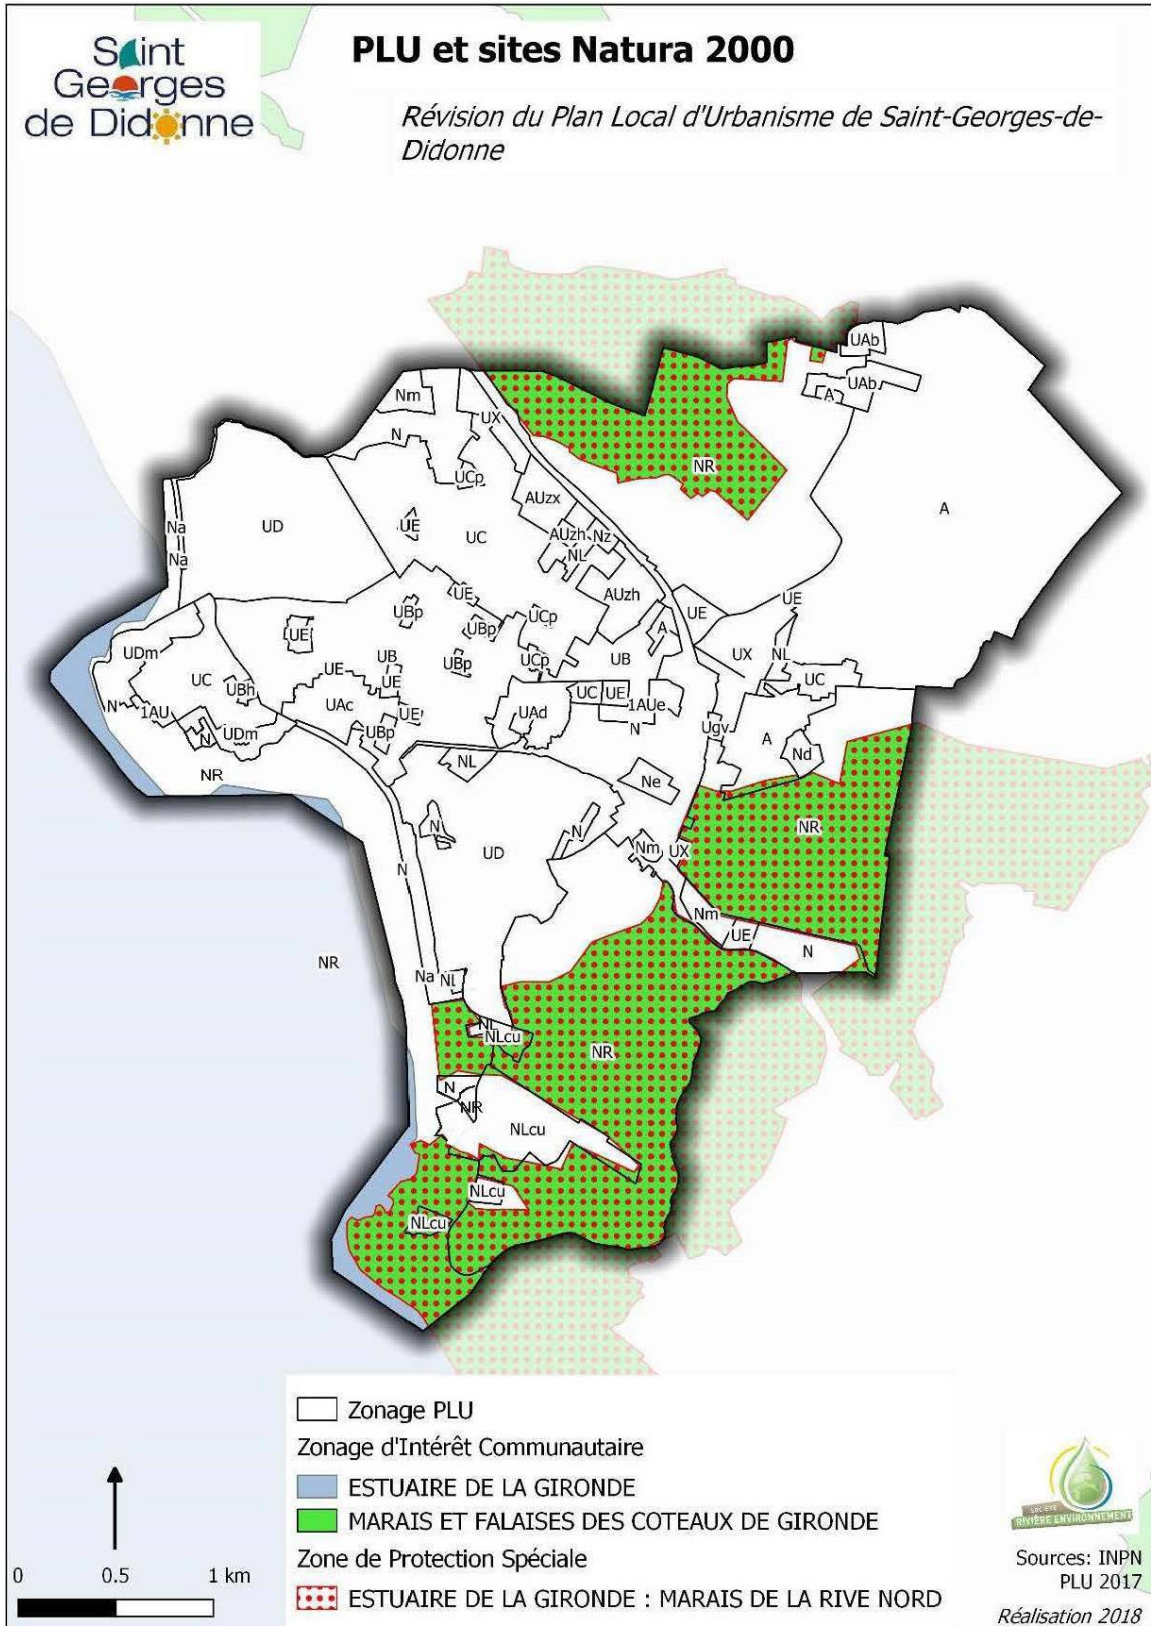 Saint
Georges
de Didonne
PLU et sites Natura 2000
Révision du Plan Local d'Urbanisme de Saint-Georges-de-
Didonne
UAb
UAb
A
Nm
UX
N
UCp
NR
AUzx
A
Na
UD
UE
UC
AUzh
Nz
NL
Na
UE
AUzh
UE
UE
UBp
UCp
UBp
A
UE
UDm
UB
UBp
UCp
UB
UX
NL
UC
UE
UE
UC
UBh
UC
UE
1AUe
N
1AU
UAc
UE
UAd
Ugv
N
UDm
UBp
N
A
Nd
NR
NL
Ne
N
N
NR
UD
Nm
UX
N
Nm
UE
N
NR
Na
NL
NL
NLcu
NR
N
NR
NLcu
NLcu
NLcu
Zonage PLU
Zonage d'Intérêt Communautaire
ESTUAIRE DE LA GIRONDE
MARAIS ET FALAISES DES COTEAUX DE GIRONDE
Zone de Protection Spéciale
ESTUAIRE DE LA GIRONDE : MARAIS DE LA RIVE NORD
0 0.5 1 km
SOCIÉTÉ
RIVIÈRE ENVIRONNEMENT
Sources: INPN
PLU 2017
Réalisation 2018